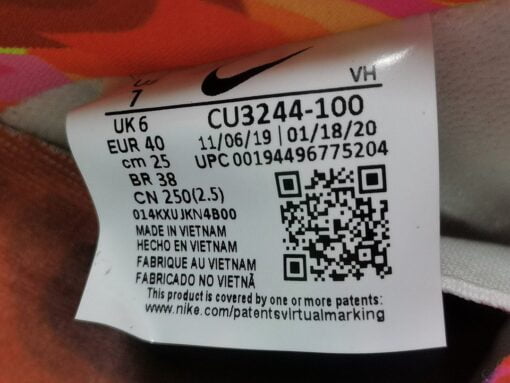 7
VH
UK 6
CU3244-100
EUR 40
11/06/19 | 01/18/20
cm 25
UPC 00194496775204
BR 38
CN 250(2.5)
014KXUJKN4B00
MADE IN VIETNAM
HECHO EN VIETNAM
FABRIQUE AU VIETNAM
FABRICADO NO VIETNÃ
This product is covered by one or more patents:
www.nike.com/patentsvirtualmarking